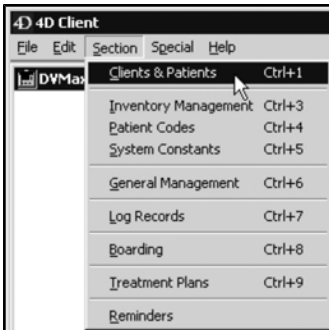 4D 4D Client
File Edit Section Special Help
DVMax
Clients & Patients Ctrl+1
Inventory Management Ctrl+3
Patient Codes Ctrl+4
System Constants Ctrl+5
General Management Ctrl+6
Log Records Ctrl+7
Boarding Ctrl+8
Treatment Plans Ctrl+9
Reminders